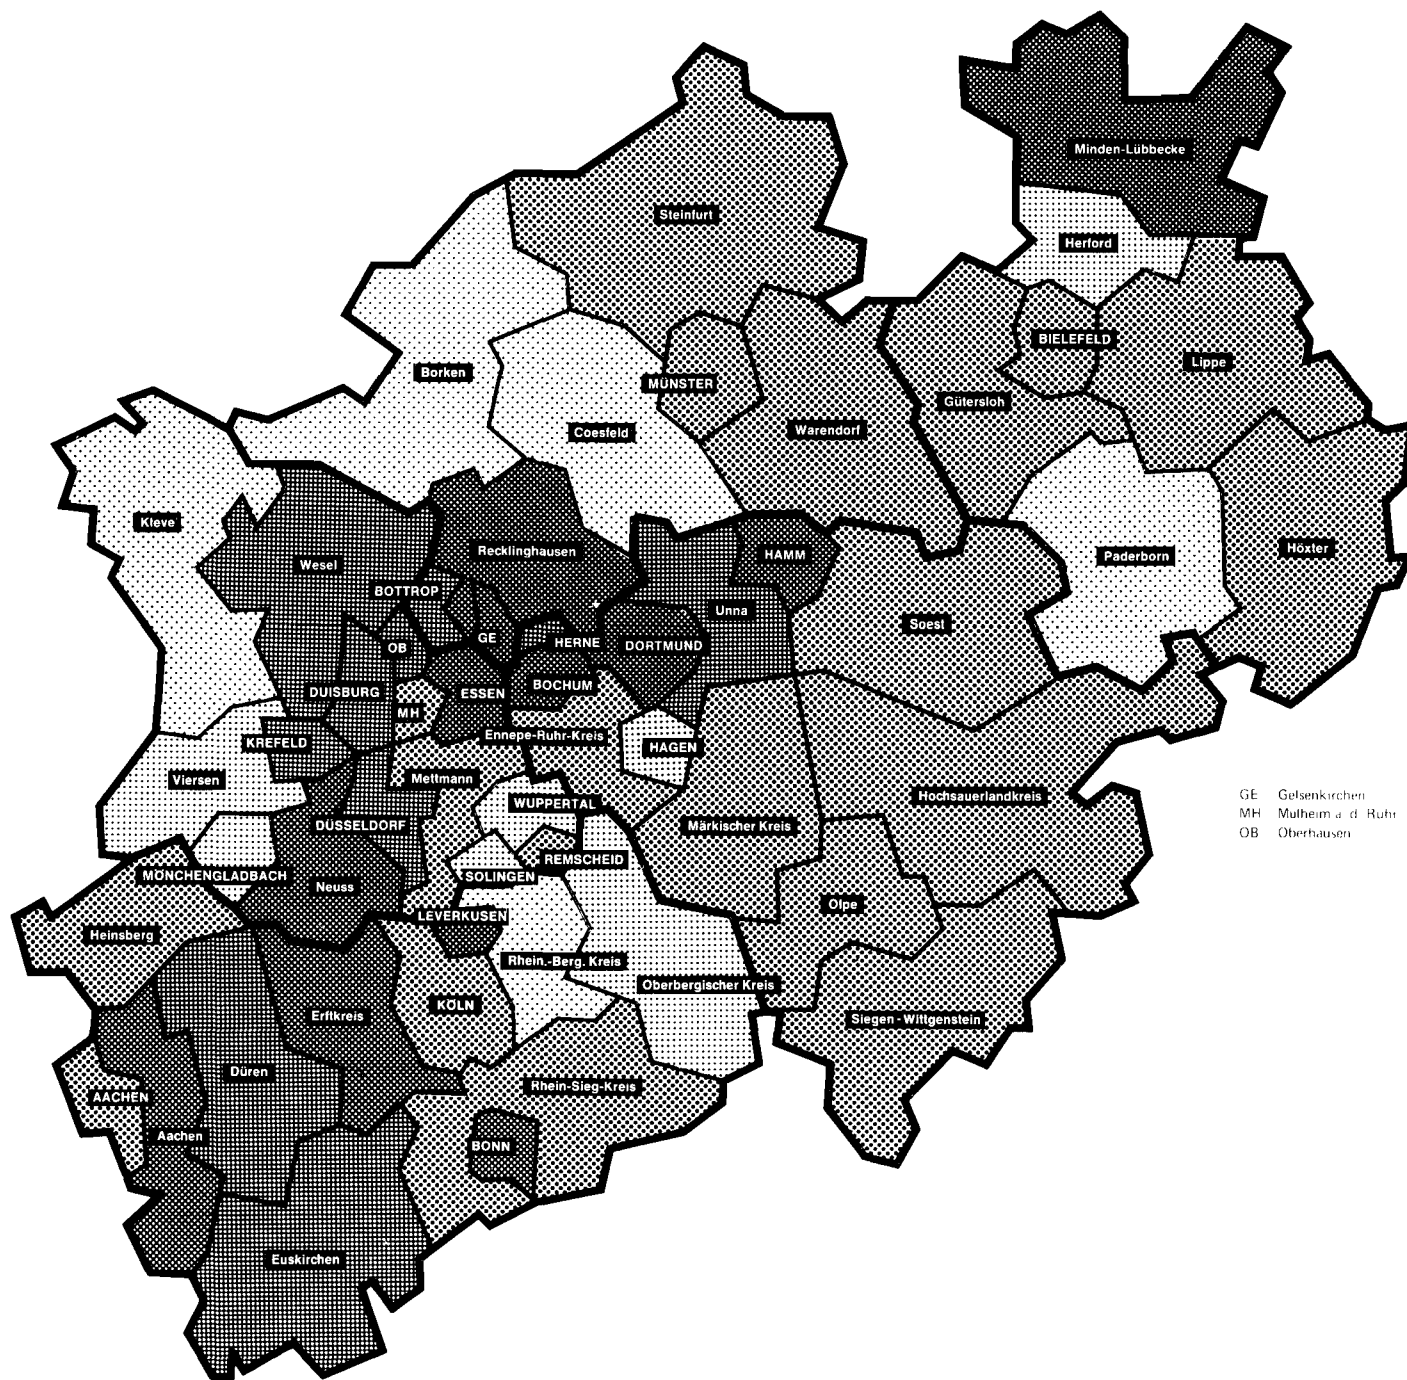 Minden-Lübbecke
Steinfurt
Herford
BIELEFELD
Lippe
Borken
MÜNSTER
Gütersloh
Coesfeld
Warendorf
Kleve
Recklinghausen
HAMM
Paderborn
Höxter
Wesel
BOTTROP
Unna
Soest
GE
HERNE
DORTMUND
OB
DUISBURG
ESSEN
BOCHUM
MH
KREFELD
Ennepe-Ruhr-Kreis
HAGEN
Viersen
Mettmann
WUPPERTAL
Hochsauerlandkreis
GE Gelsenkirchen
MH Mülheim a. d. Ruhr
OB Oberhausen
DÜSSELDORF
Märkischer Kreis
REMSCHEID
MÖNCHENGLADBACH
Neuss
SOLINGEN
Olpe
LEVERKUSEN
Heinsberg
Rhein.-Berg. Kreis
Oberbergischer Kreis
Erftkreis
KÖLN
Siegen-Wittgenstein
Düren
Rhein-Sieg-Kreis
AACHEN
Aachen
BONN
Euskirchen